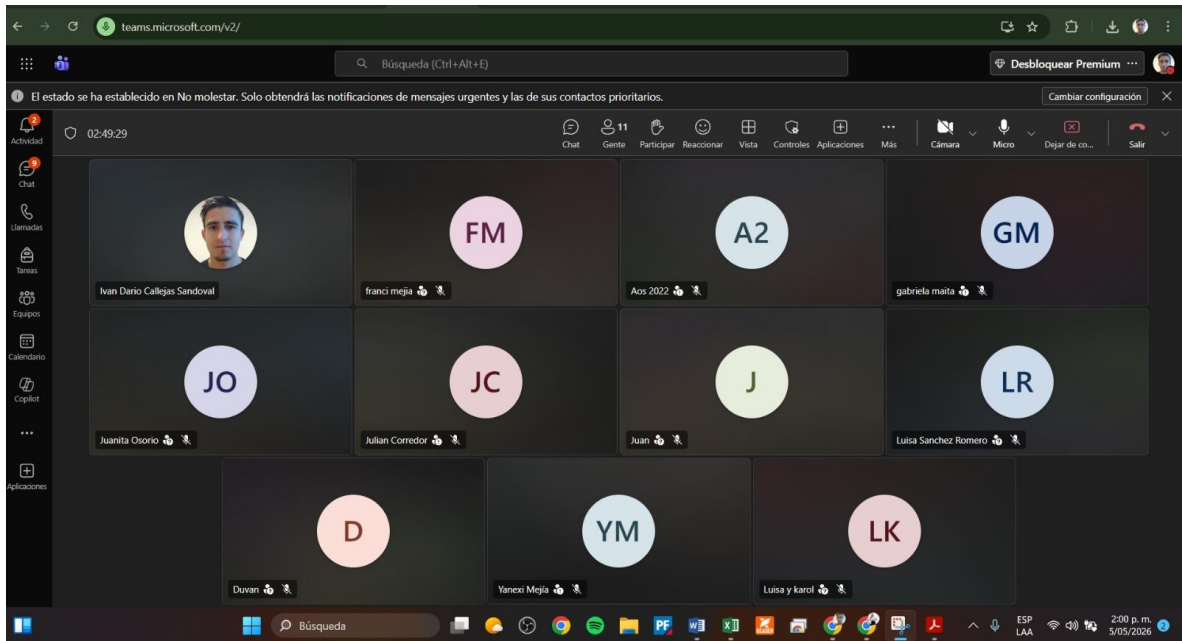 teams.microsoft.com/v2/
Búsqueda (Ctrl+Alt+E)
Desbloquear Premium ...
El estado se ha establecido en No molestar. Solo obtendrá las notificaciones de mensajes urgentes y las de sus contactos prioritarios.
Cambiar configuración
2
Actividad
02:49:29
Chat
11
Gente
Participar
Reaccionar
Vista
Controles
Aplicaciones
Más
Cámara
Micro
Dejar de co...
Salir
9
Chat
Llamadas
Tareas
Equipos
Calendario
Copilot
Aplicaciones
Ivan Dario Callejas Sandoval
FM
franci mejia
A2
Aos 2022
GM
gabriela maita
JO
Juanita Osorio
JC
Julian Corredor
J
Juan
LR
Luisa Sanchez Romero
D
Duvan
YM
Yanexi Mejía
LK
Luisa y karol
Búsqueda
PF
ESP
LAA
2:00 p. m.
5/05/2026
2